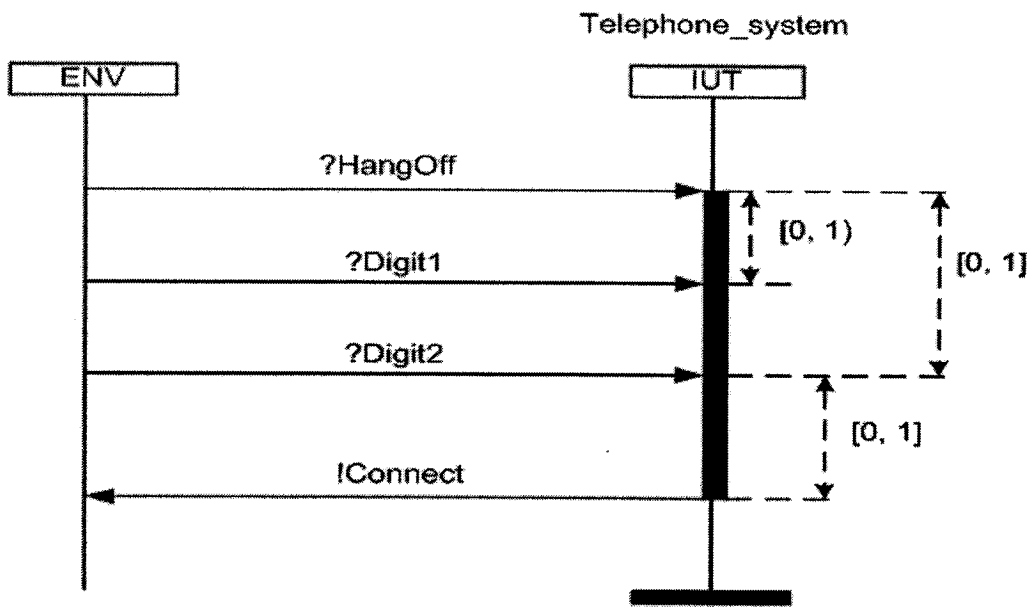 Telephone_system
ENV
IUT
?HangOff
[0, 1)
?Digit1
[0, 1]
?Digit2
[0, 1]
!Connect